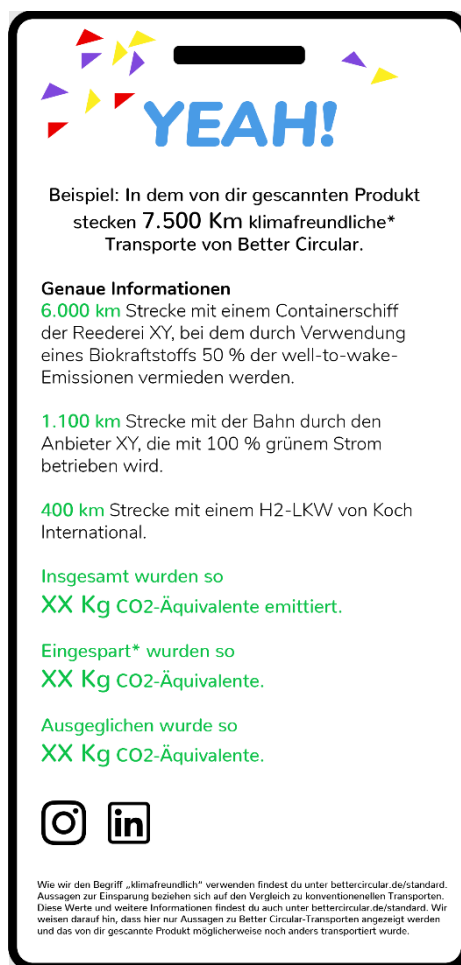 YEAH!
Beispiel: In dem von dir gescannten Produkt
stecken 7.500 Km klimafreundliche*
Transporte von Better Circular.
Genaue Informationen
6.000 km Strecke mit einem Containerschiff
der Reederei XY, bei dem durch Verwendung
eines Biokraftstoffs 50 % der well-to-wake-
Emissionen vermieden werden.
1.100 km Strecke mit der Bahn durch den
Anbieter XY, die mit 100 % grünem Strom
betrieben wird.
400 km Strecke mit einem H2-LKW von Koch
International.
Insgesamt wurden so
XX Kg CO2-Äquivalente emittiert.
Eingespart* wurden so
XX Kg CO2-Äquivalente.
Ausgeglichen wurde so
XX Kg CO2-Äquivalente.
in
Wie wir den Begriff „klimafreundlich“ verwenden findest du unter bettercircular.de/standard.
Aussagen zur Einsparung beziehen sich auf den Vergleich zu konventionenellen Transporten.
Diese Werte und weitere Informationen findest du auch unter bettercircular.de/standard. Wir
weisen darauf hin, dass hier nur Aussagen zu Better Circular-Transporten angezeigt werden
und das von dir gescannte Produkt möglicherweise noch anders transportiert wurde.